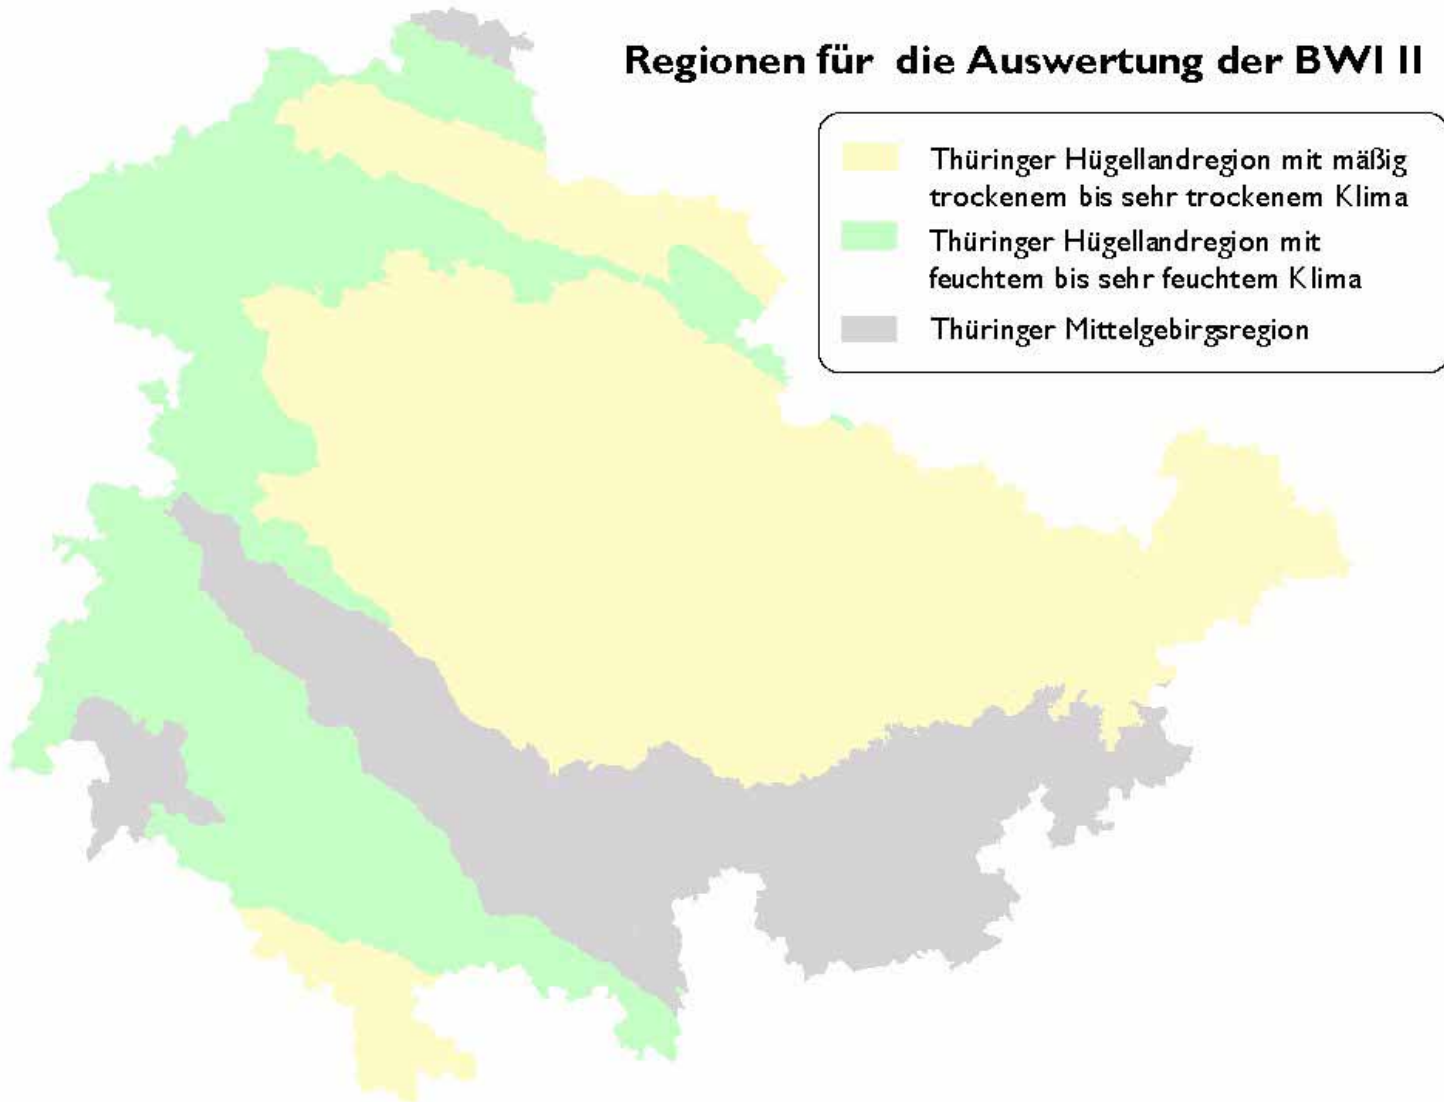 Regionen für die Auswertung der BWI II
Thüringer Hügellandregion mit mäßig
trockenem bis sehr trockenem Klima
Thüringer Hügellandregion mit
feuchtem bis sehr feuchtem Klima
Thüringer Mittelgebirgsregion